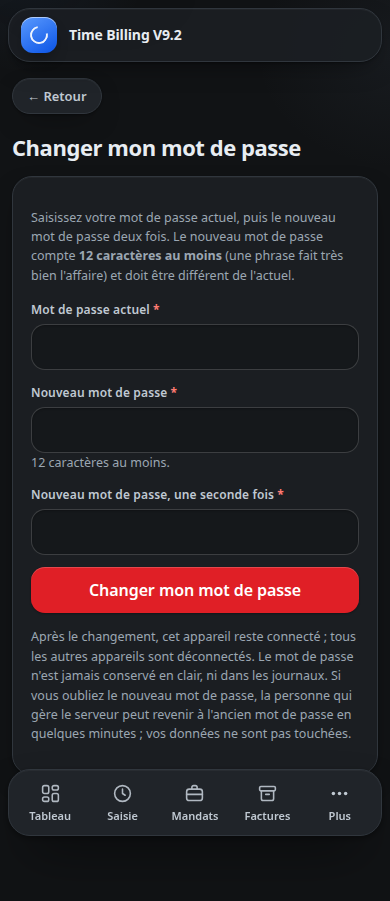 Time Billing V9.2
← Retour
Changer mon mot de passe
Saisissez votre mot de passe actuel, puis le nouveau
mot de passe deux fois. Le nouveau mot de passe
compte 12 caractères au moins (une phrase fait très
bien l'affaire) et doit être différent de l'actuel.
Mot de passe actuel *
Nouveau mot de passe *
12 caractères au moins.
Nouveau mot de passe, une seconde fois *
Changer mon mot de passe
Après le changement, cet appareil reste connecté ; tous
les autres appareils sont déconnectés. Le mot de passe
n'est jamais conservé en clair, ni dans les journaux. Si
vous oubliez le nouveau mot de passe, la personne qui
gère le serveur peut revenir à l'ancien mot de passe en
quelques minutes ; vos données ne sont pas touchées.
Tableau
Saisie
Mandats
Factures
Plus